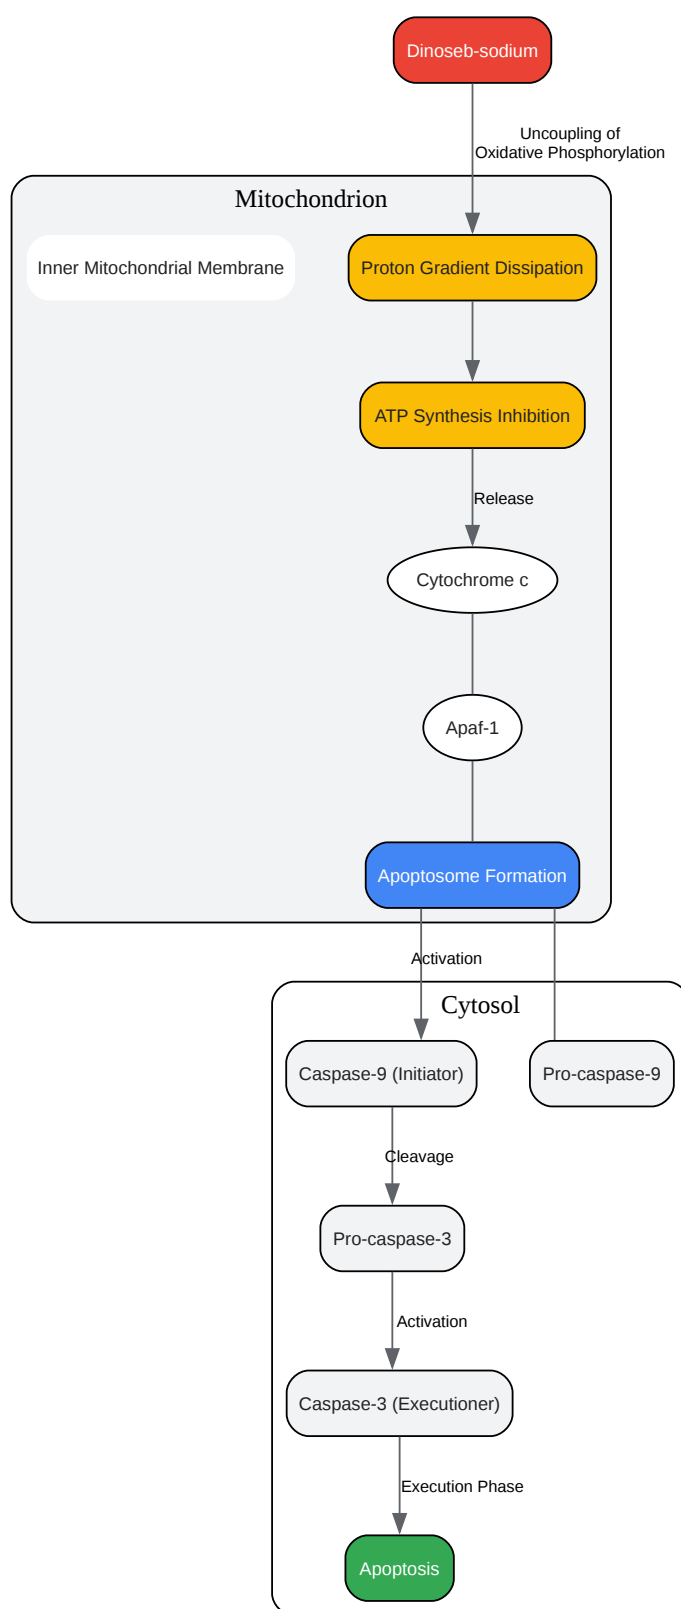 Dinoseb-sodium
Uncoupling of
Oxidative Phosphorylation
Mitochondrion
Inner Mitochondrial Membrane
Proton Gradient Dissipation
ATP Synthesis Inhibition
Release
Cytochrome c
Apaf-1
Apoptosome Formation
Activation
Cytosol
Caspase-9 (Initiator)
Pro-caspase-9
Cleavage
Pro-caspase-3
Activation
Caspase-3 (Executioner)
Execution Phase
Apoptosis